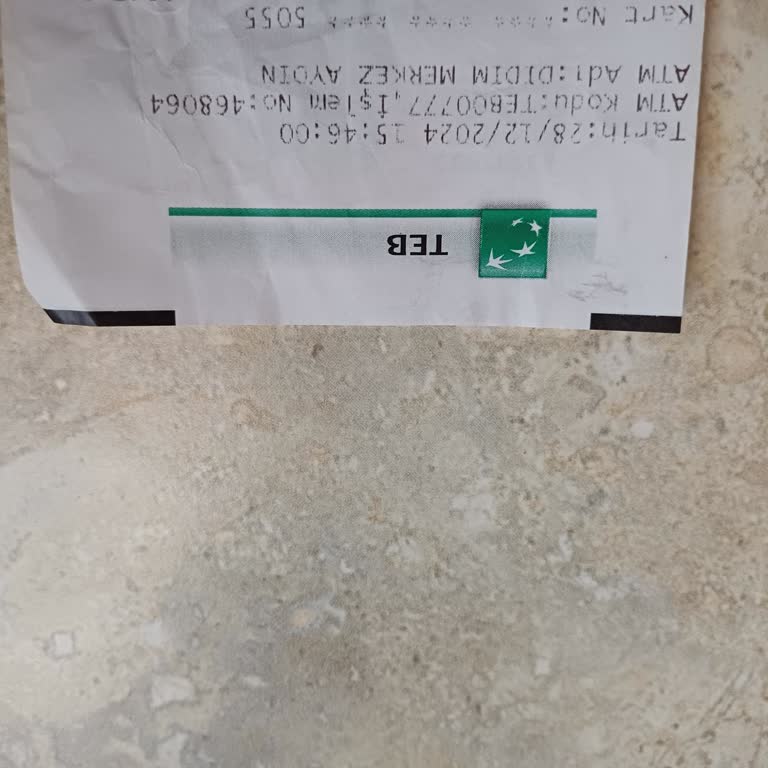 TEB
Tarih:28/12/2024 15:46:00
ATM Kodu:TEB00777,İşlem No:468064
ATM Adı:DIDIM MERKEZ AYDIN
Kart No: **** **** **** 5055